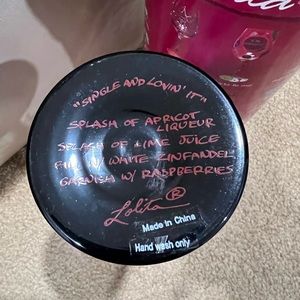 "SINGLE AND LOVIN' IT"
SPLASH OF APRICOT
LIQUEUR
SPLASH OF LIME JUICE
FILL W/ WHITE ZINFANDEL
GARNISH W/ RASPBERRIES
Lolita ®
Made in China
Hand wash only